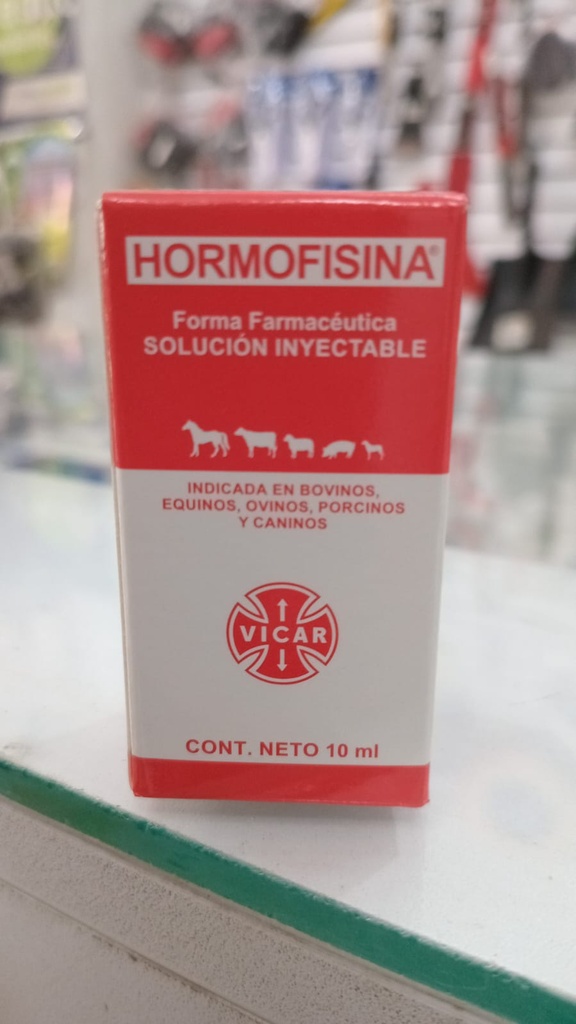 HORMOFISINA®
Forma Farmacéutica
SOLUCIÓN INYECTABLE
INDICADA EN BOVINOS,
EQUINOS, OVINOS, PORCINOS
Y CANINOS
VICAR
CONT. NETO 10 ml